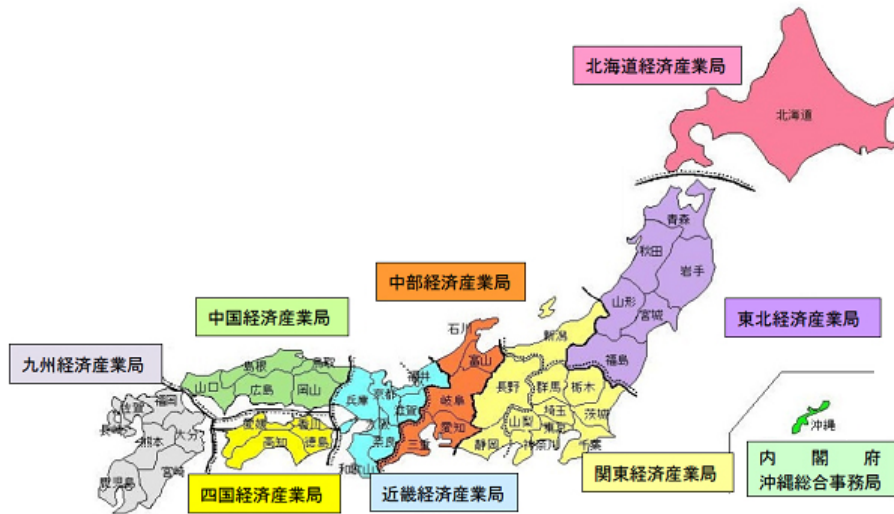 北海道経済産業局
北海道
青森
秋田
岩手
中部経済産業局
山形
宮城
東北経済産業局
石川
新潟
中国経済産業局
富山
福島
九州経済産業局
島根
鳥取
福井
長野
群馬
栃木
山口
広島
岡山
兵庫
京都
滋賀
岐阜
埼玉
茨城
佐賀
福岡
愛媛
香川
大阪
愛知
山梨
東京
沖縄
長崎
大分
熊本
高知
徳島
奈良
三重
静岡
神奈川
千葉
内閣府
沖縄総合事務局
関東経済産業局
和歌山
鹿児島
宮崎
四国経済産業局
近畿経済産業局